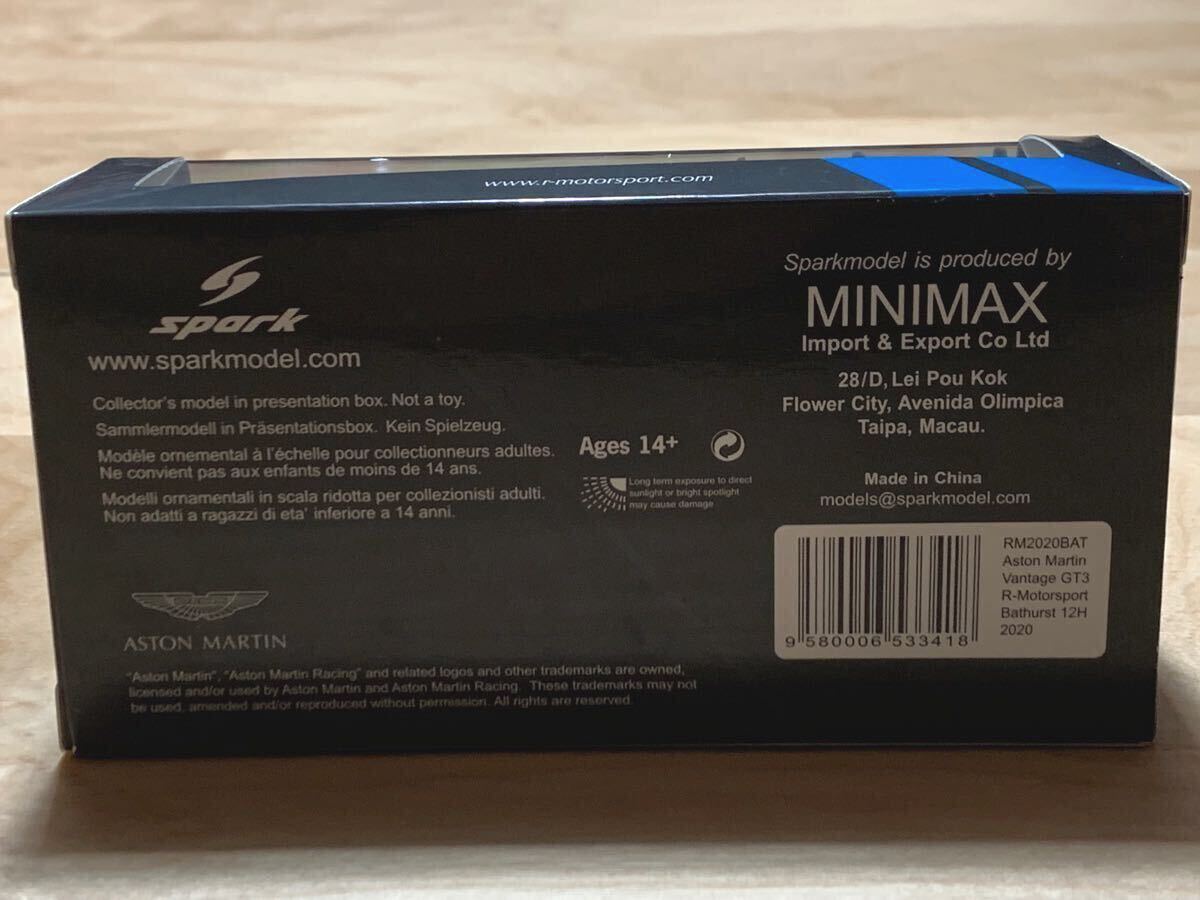 www.r-motorsport.com
spark
www.sparkmodel.com
Collector's model in presentation box. Not a toy.
Sammlermodell in Präsentationsbox. Kein Spielzeug.
Modèle ornemental à l'échelle pour collectionneurs adultes.
Ne convient pas aux enfants de moins de 14 ans.
Modelli ornamentali in scala ridotta per collezionisti adulti.
Non adatti a ragazzi di eta' inferiore a 14 anni.
Ages 14+
Long term exposure to direct
sunlight or bright spotlight
may cause damage
ASTON MARTIN
"Aston Martin", "Aston Martin Racing" and related logos and other trademarks are owned,
licensed and/or used by Aston Martin and Aston Martin Racing. These trademarks may not
be used, amended and/or reproduced without permission. All rights are reserved.
Sparkmodel is produced by
MINIMAX
Import & Export Co Ltd
28/D, Lei Pou Kok
Flower City, Avenida Olimpica
Taipa, Macau.
Made in China
models@sparkmodel.com
9 580006 533418
RM2020BAT
Aston Martin
Vantage GT3
R-Motorsport
Bathurst 12H
2020